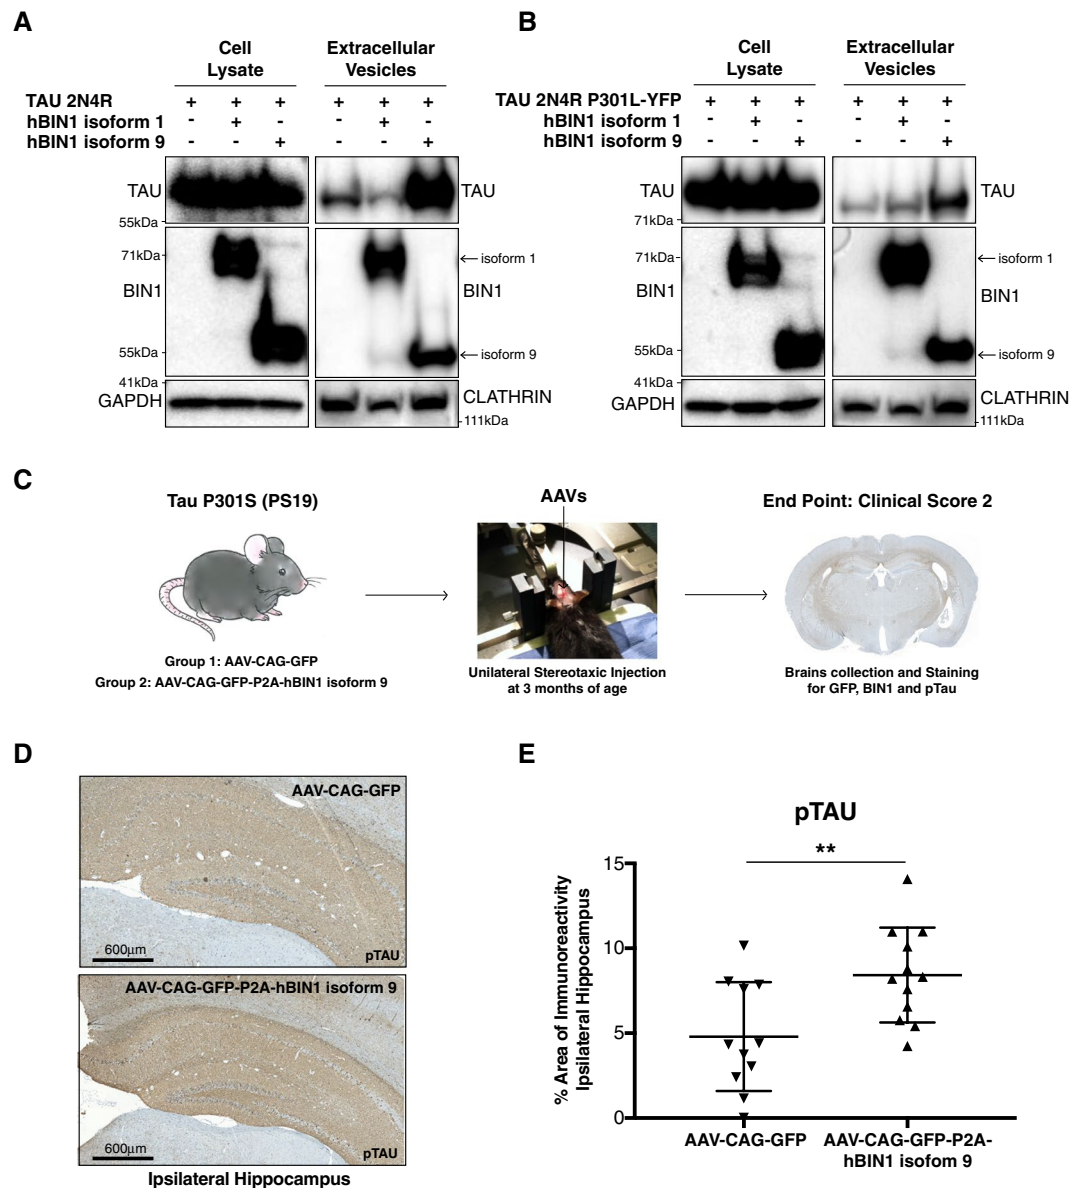 A
Cell
Lysate
Extracellular
Vesicles
TAU 2N4R + + + + + +
hBIN1 isoform 1 - + - - + -
hBIN1 isoform 9 - - + - - +
TAU
TAU
55kDa
71kDa
isoform 1
BIN1
BIN1
55kDa
isoform 9
41kDa
GAPDH
CLATHRIN
111kDa
B
Cell
Lysate
Extracellular
Vesicles
TAU 2N4R P301L-YFP + + + + + +
hBIN1 isoform 1 - + - - + -
hBIN1 isoform 9 - - + - - +
TAU
TAU
71kDa
71kDa
isoform 1
BIN1
BIN1
55kDa
isoform 9
41kDa
GAPDH
CLATHRIN
111kDa
C
Tau P301S (PS19)
Group 1: AAV-CAG-GFP
Group 2: AAV-CAG-GFP-P2A-hBIN1 isoform 9
AAVs
Unilateral Stereotaxic Injection
at 3 months of age
End Point: Clinical Score 2
Brains collection and Staining
for GFP, BIN1 and pTau
D
AAV-CAG-GFP
600μm
pTAU
AAV-CAG-GFP-P2A-hBIN1 isoform 9
600μm
pTAU
Ipsilateral Hippocampus
E
pTAU
**
% Area of Immunoreactivity
Ipsilateral Hippocampus
15
10
5
0
AAV-CAG-GFP
AAV-CAG-GFP-P2A-
hBIN1 isofom 9